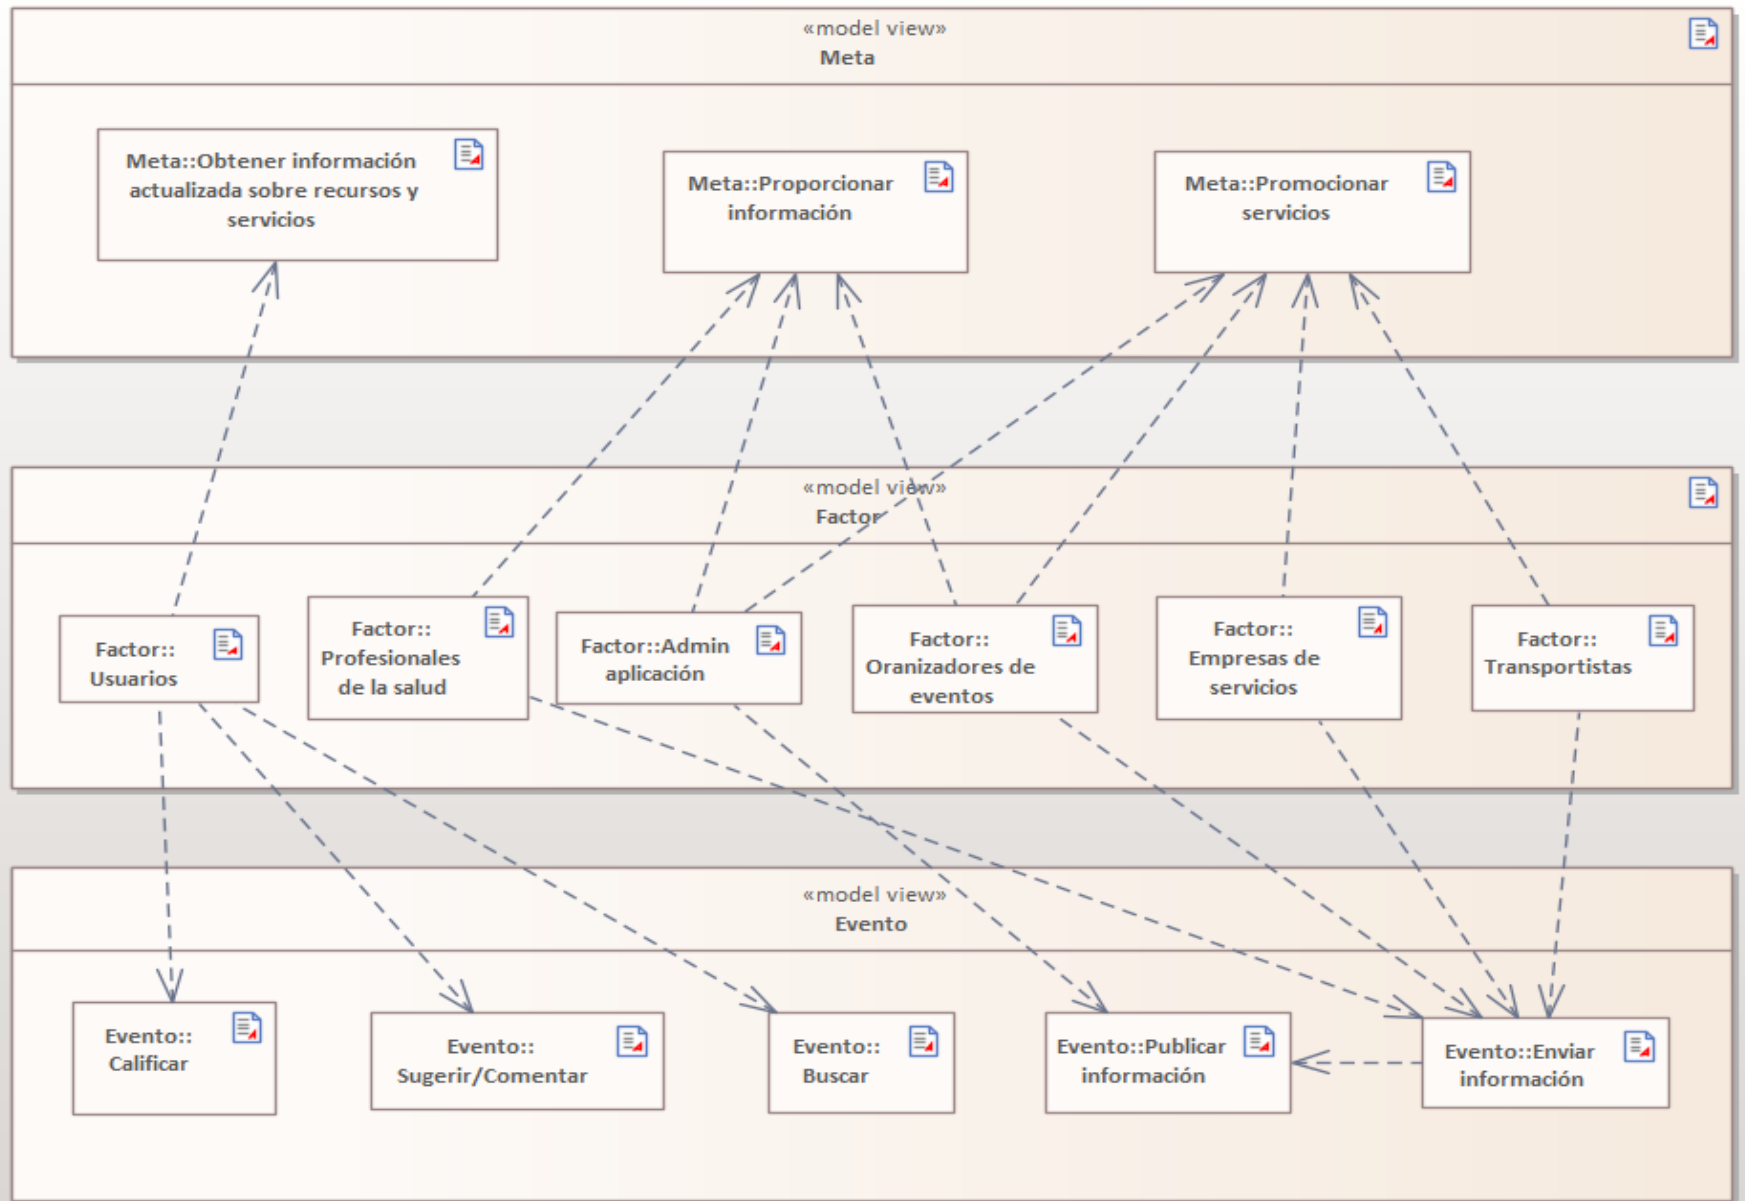 «model view»
Meta
Meta::Obtener información
actualizada sobre recursos y
servicios
Meta::Proporcionar
información
Meta::Promocionar
servicios
«model view»
Factor
Factor::
Usuarios
Factor::
Profesionales
de la salud
Factor::Admin
aplicación
Factor::
Oranizadores de
eventos
Factor::
Empresas de
servicios
Factor::
Transportistas
«model view»
Evento
Evento::
Calificar
Evento::
Sugerir/Comentar
Evento::
Buscar
Evento::Publicar
información
Evento::Enviar
información